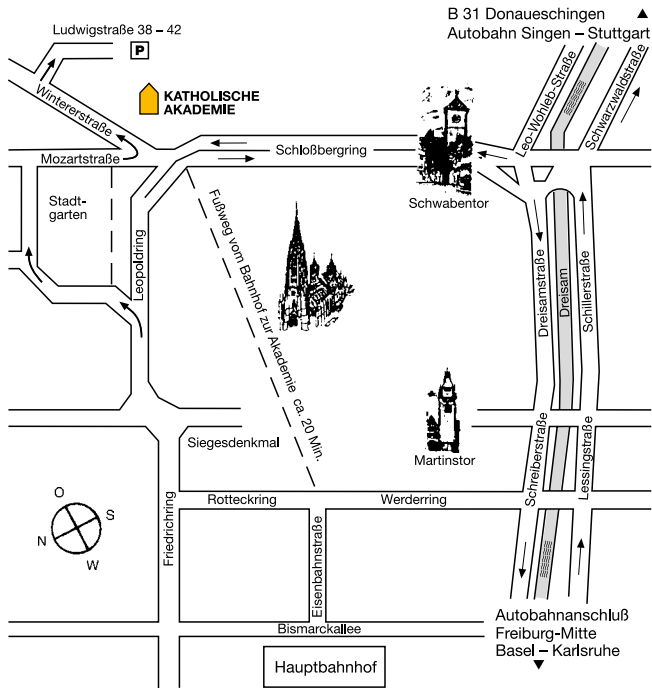 B 31 Donaueschingen ▲
Autobahn Singen – Stuttgart
Ludwigstraße 38 – 42
P
KATHOLISCHE
AKADEMIE
Wintererstraße
Leo-Wohleb-Straße
Schwarzwaldstraße
Mozartstraße
Schloßbergring
Schwabentor
Stadt-
garten
Leopoldring
Fußweg vom Bahnhof zur Akademie ca. 20 Min.
Dreisamstraße
Dreisam
Schillerstraße
Siegesdenkmal
Martinstor
Schreiberstraße
Lessingstraße
Rotteckring
Werderring
O
S
N
W
Friedrichring
Eisenbahnstraße
Bismarckallee
Hauptbahnhof
Autobahnanschluß
Freiburg-Mitte
Basel – Karlsruhe
▼